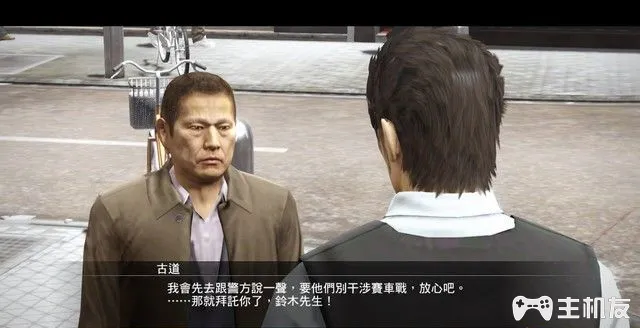 古道
我會先去跟警方說一聲，要他們別干涉賽車戰，放心吧。
⋯⋯那就拜託你了，鈴木先生！
主机友